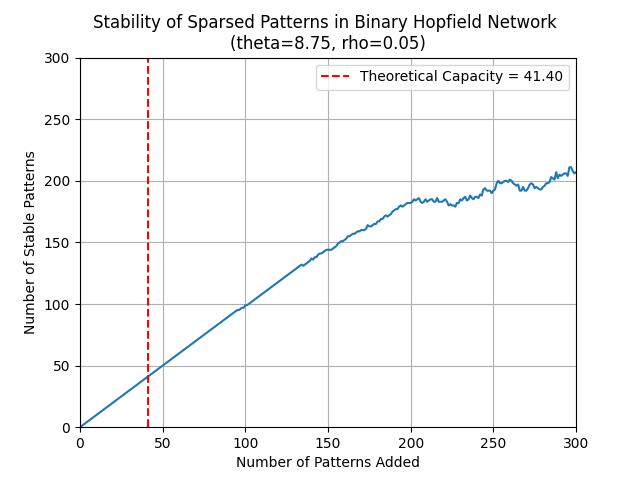 Stability of Sparsed Patterns in Binary Hopfield Network
(theta=8.75, rho=0.05)
Theoretical Capacity = 41.40
Number of Stable Patterns
300
250
200
150
100
50
0
0 50 100 150 200 250 300
Number of Patterns Added